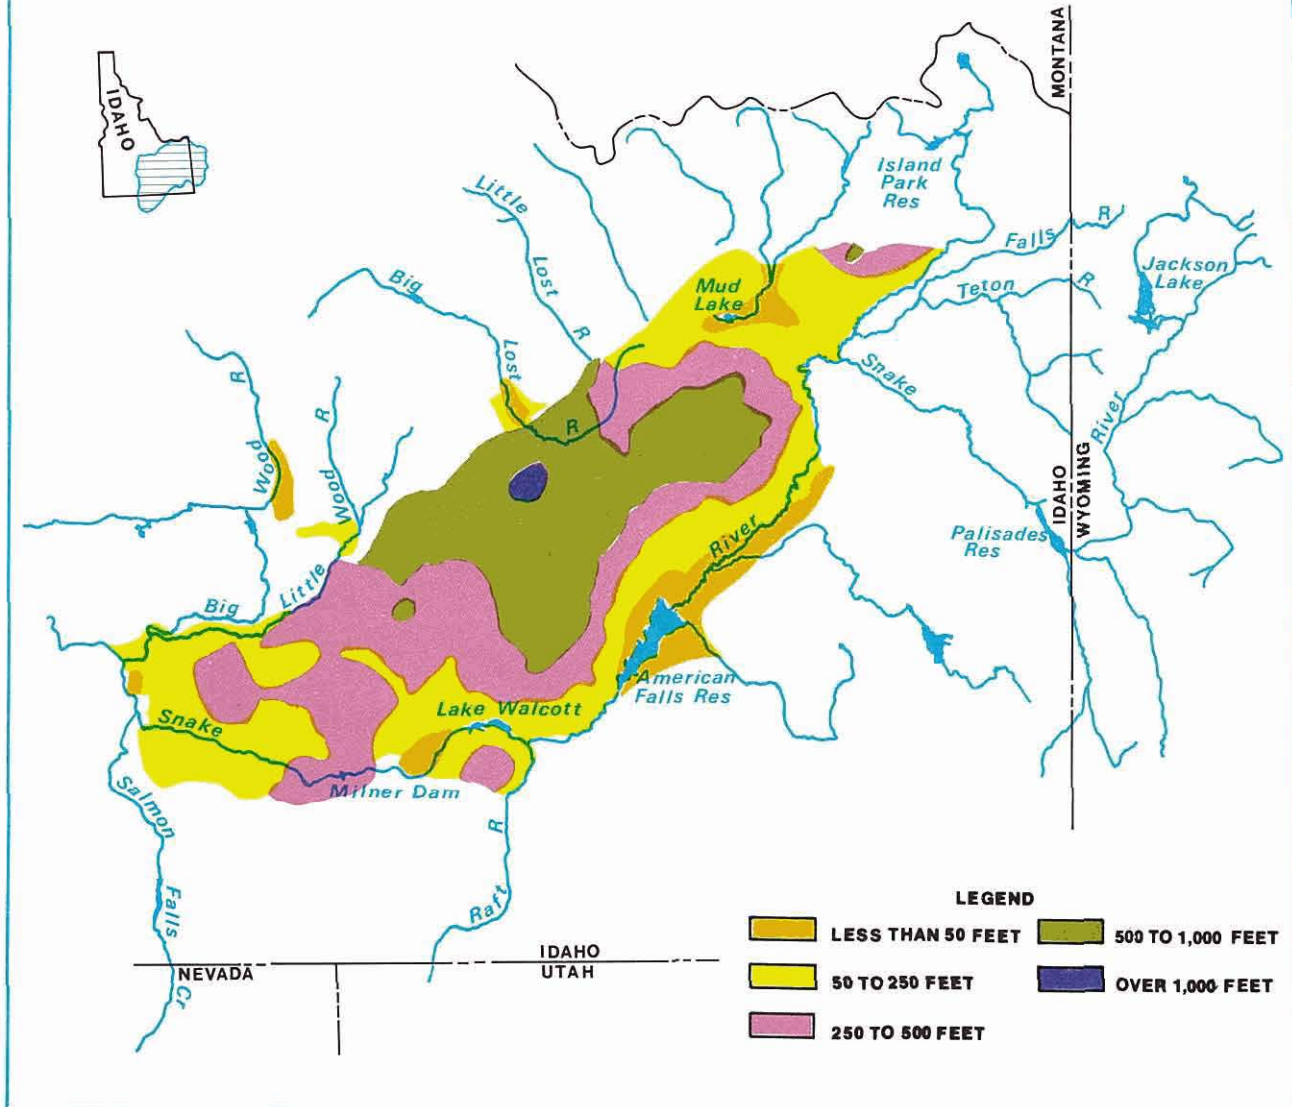 MONTANA
IDAHO
Island
Park
Res
Little
Lost
R
Falls
R
Big
Mud
Lake
Teton
R
Jackson
Lake
Lost
R
Snake
River
R
Wood
R
Wood
IDAHO
WYOMING
River
Palisades
Res
Little
Big
American
Falls Res
Lake Walcott
Snake
Milner Dam
Salmon
Falls
Cr
R
Raft
IDAHO
UTAH
NEVADA
LEGEND
LESS THAN 50 FEET
50 TO 250 FEET
250 TO 500 FEET
500 TO 1,000 FEET
OVER 1,000 FEET